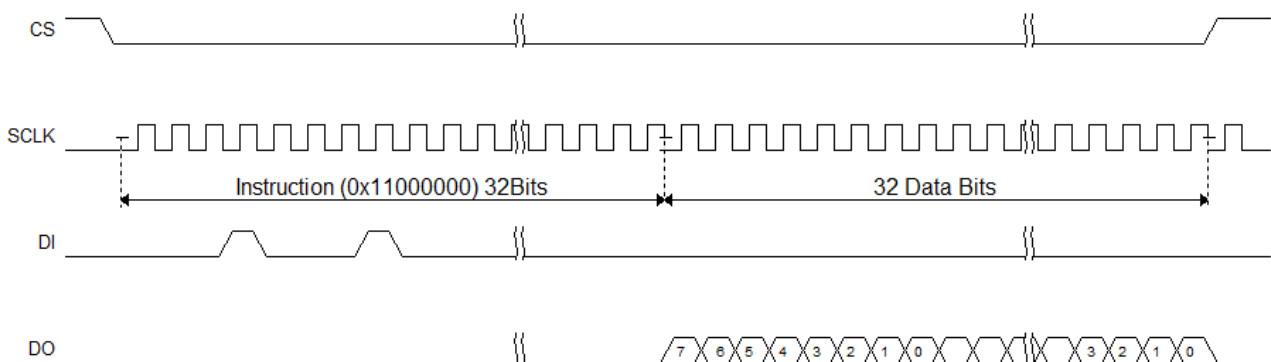 CS
SCLK
Instruction (0x11000000) 32Bits
32 Data Bits
DI
DO
7 6 5 4 3 2 1 0 3 2 1 0